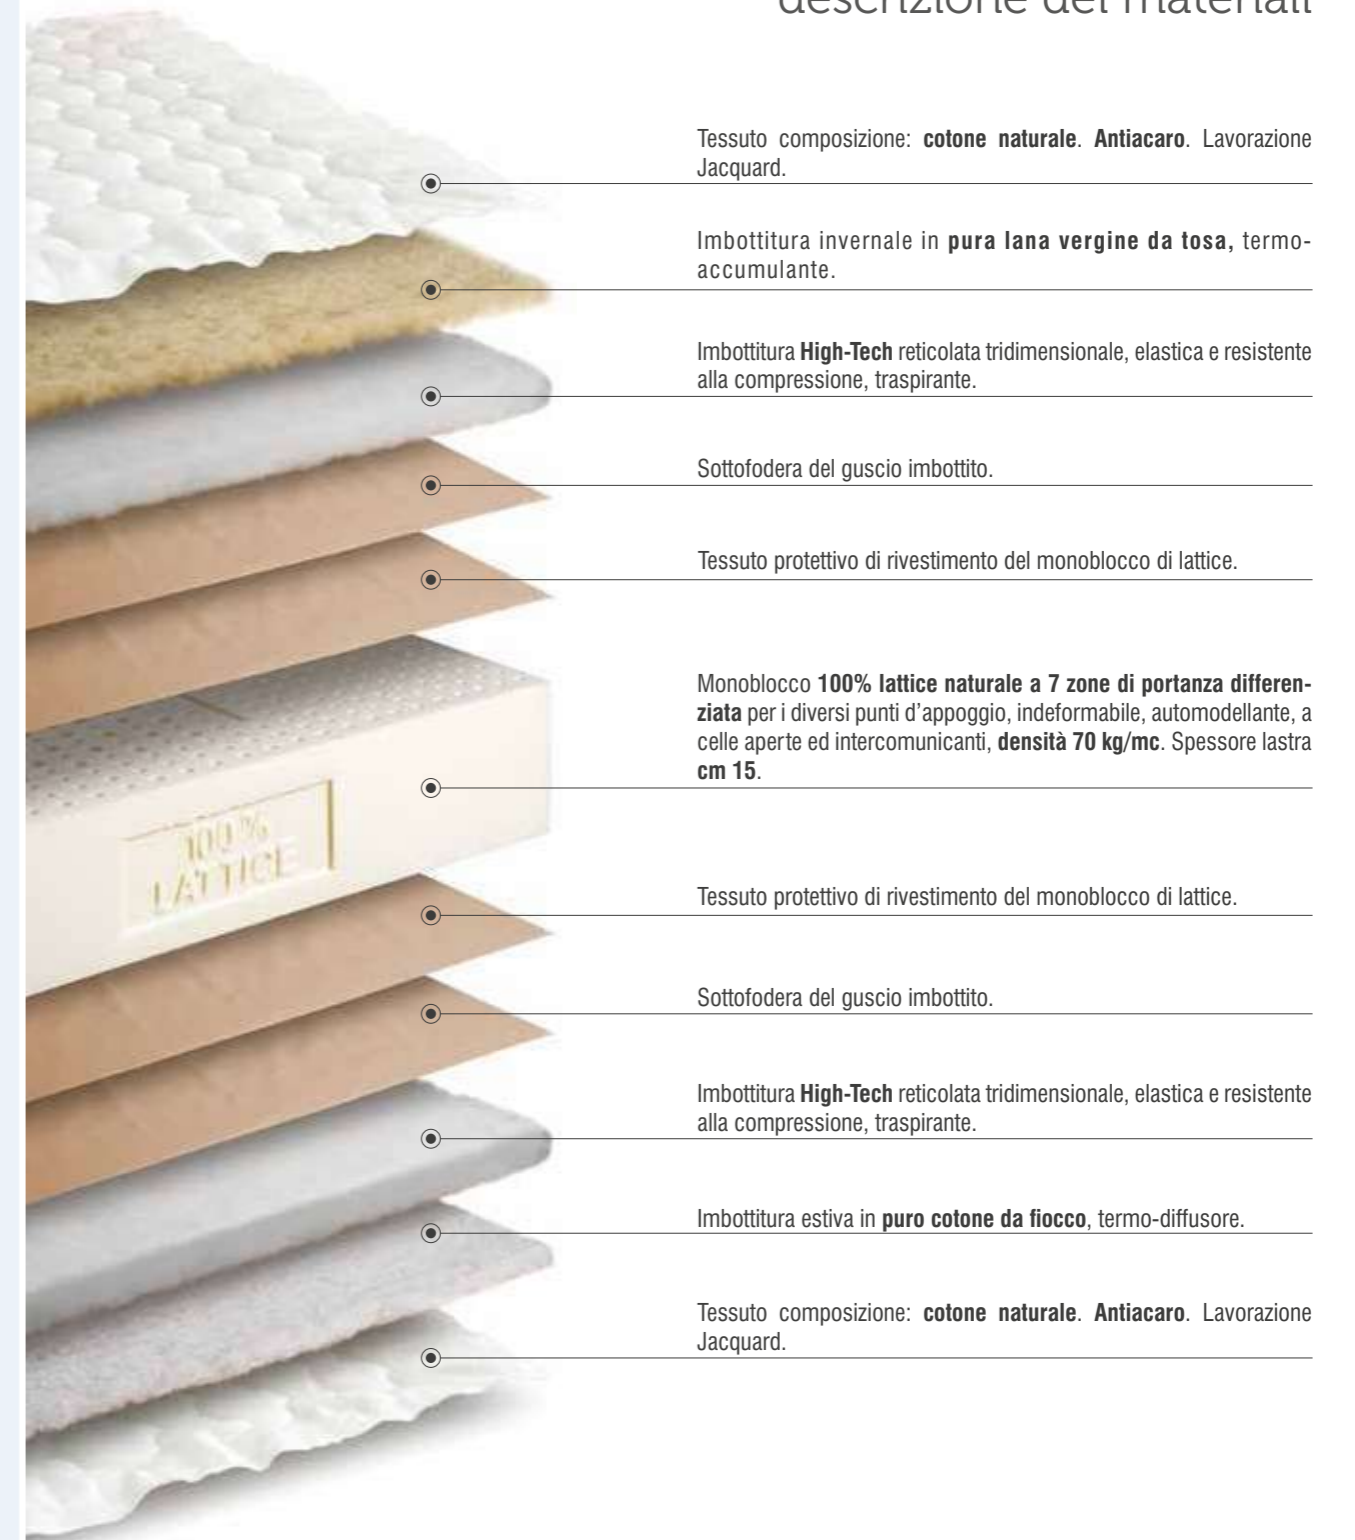 descrizione dei materiali
Tessuto composizione: cotone naturale. Antiacaro. Lavorazione
Jacquard.
Imbottitura invernale in pura lana vergine da tosa, termo-
accumulante.
Imbottitura High-Tech reticolata tridimensionale, elastica e resistente
alla compressione, traspirante.
Sottofodera del guscio imbottito.
Tessuto protettivo di rivestimento del monoblocco di lattice.
Monoblocco 100% lattice naturale a 7 zone di portanza differen-
ziata per i diversi punti d'appoggio, indeformabile, automodellante, a
celle aperte ed intercomunicanti, densità 70 kg/mc. Spessore lastra
cm 15.
100%
LATTICE
Tessuto protettivo di rivestimento del monoblocco di lattice.
Sottofodera del guscio imbottito.
Imbottitura High-Tech reticolata tridimensionale, elastica e resistente
alla compressione, traspirante.
Imbottitura estiva in puro cotone da fiocco, termo-diffusore.
Tessuto composizione: cotone naturale. Antiacaro. Lavorazione
Jacquard.